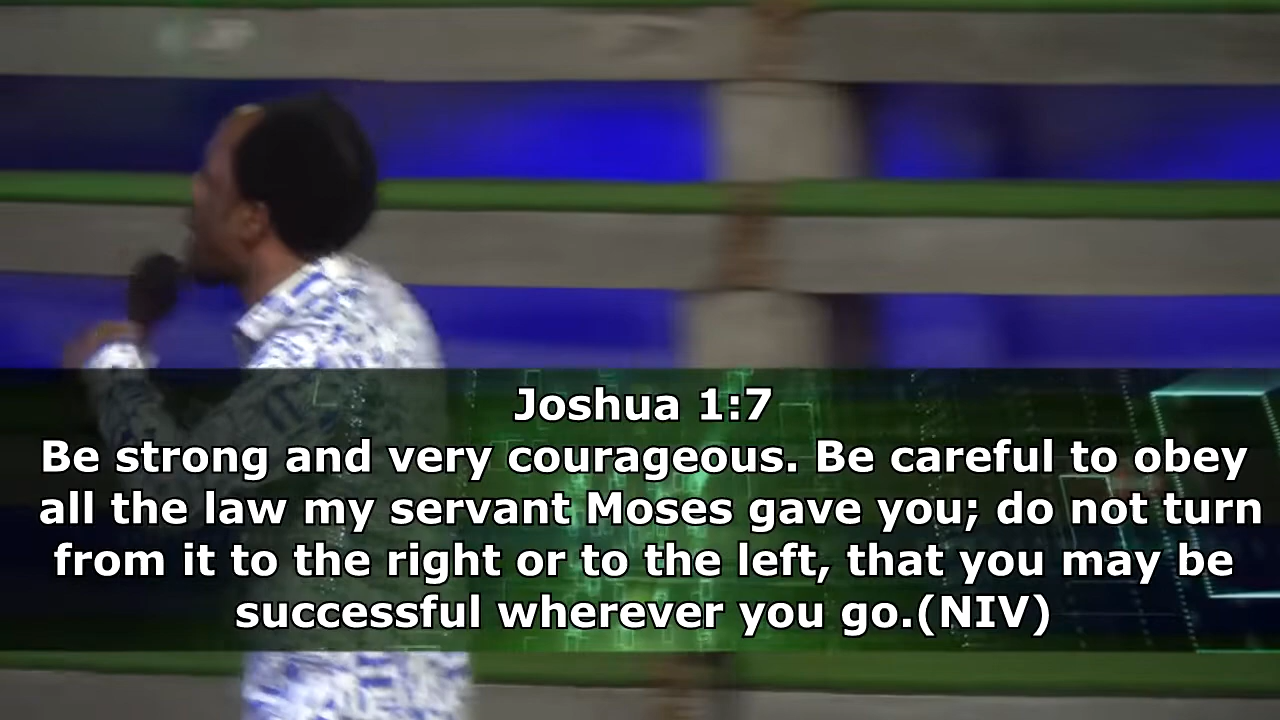 Joshua 1:7
Be strong and very courageous. Be careful to obey
all the law my servant Moses gave you; do not turn
from it to the right or to the left, that you may be
successful wherever you go.(NIV)